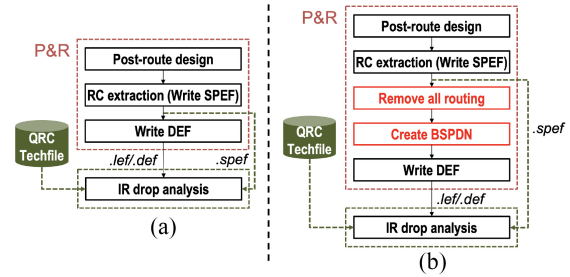 P&R
Post-route design
RC extraction (Write SPEF)
Write DEF
QRC
Techfile
.lef/.def
.spef
IR drop analysis
(a)
P&R
Post-route design
RC extraction (Write SPEF)
Remove all routing
Create BSPDN
Write DEF
.spef
QRC
Techfile
.lef/.def
IR drop analysis
(b)